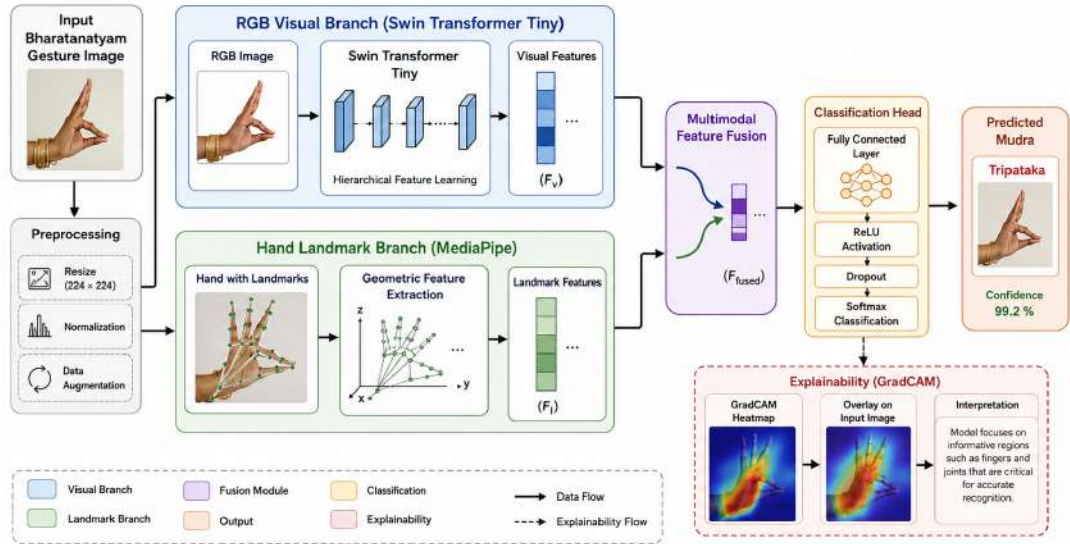 Input
Bharatanatyam
Gesture Image
Preprocessing
Resize
(224 × 224)
Normalization
Data
Augmentation
RGB Visual Branch (Swin Transformer Tiny)
RGB Image
Swin Transformer
Tiny
Hierarchical Feature Learning
Visual Features
...
(Fv)
Hand Landmark Branch (MediaPipe)
Hand with Landmarks
Geometric Feature
Extraction
z
y
x
...
Landmark Features
...
(Fl)
Multimodal
Feature Fusion
...
(Ffused)
Classification Head
Fully Connected
Layer
ReLU
Activation
Dropout
Softmax
Classification
Predicted
Mudra
Tripataka
Confidence
99.2 %
Explainability (GradCAM)
GradCAM
Heatmap
Overlay on
Input Image
Interpretation
Model focuses on
informative regions
such as fingers and
joints that are critical
for accurate
recognition.
Visual Branch
Landmark Branch
Fusion Module
Output
Classification
Explainability
Data Flow
Explainability Flow